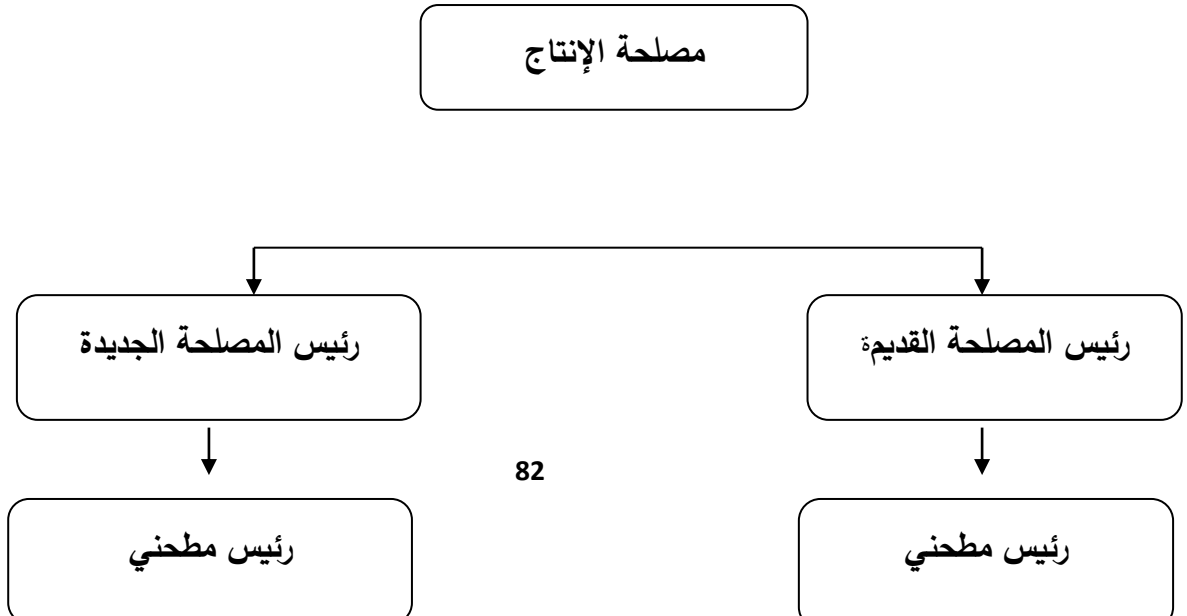 مصلحة الإنتاج
رئيس المصلحة القديمة
رئيس المصلحة الجديدة
82
رئيس مطحني
رئيس مطحني